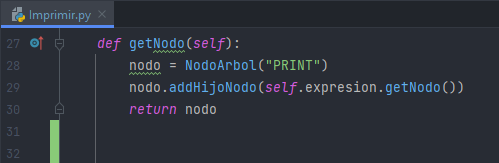 Imprimir.py
27 def getNodo(self):
28 nodo = NodoArbol("PRINT")
29 nodo.addHijoNodo(self.expresion.getNodo())
30 return nodo
31
32